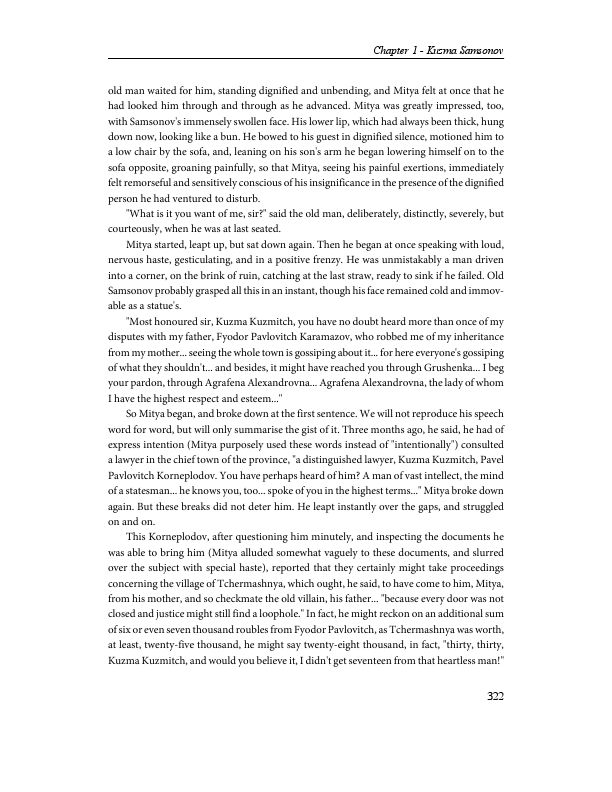 Chapter 1 - Kuzma Samsonov
old man waited for him, standing dignified and unbending, and Mitya felt at once that he
had looked him through and through as he advanced. Mitya was greatly impressed, too,
with Samsonov's immensely swollen face. His lower lip, which had always been thick, hung
down now, looking like a bun. He bowed to his guest in dignified silence, motioned him to
a low chair by the sofa, and, leaning on his son's arm he began lowering himself on to the
sofa opposite, groaning painfully, so that Mitya, seeing his painful exertions, immediately
felt remorseful and sensitively conscious of his insignificance in the presence of the dignified
person he had ventured to disturb.
"What is it you want of me, sir?" said the old man, deliberately, distinctly, severely, but
courteously, when he was at last seated.
Mitya started, leapt up, but sat down again. Then he began at once speaking with loud,
nervous haste, gesticulating, and in a positive frenzy. He was unmistakably a man driven
into a corner, on the brink of ruin, catching at the last straw, ready to sink if he failed. Old
Samsonov probably grasped all this in an instant, though his face remained cold and immov-
able as a statue's.
"Most honoured sir, Kuzma Kuzmitch, you have no doubt heard more than once of my
disputes with my father, Fyodor Pavlovitch Karamazov, who robbed me of my inheritance
from my mother... seeing the whole town is gossiping about it... for here everyone's gossiping
of what they shouldn't... and besides, it might have reached you through Grushenka... I beg
your pardon, through Agrafena Alexandrovna... Agrafena Alexandrovna, the lady of whom
I have the highest respect and esteem..."
So Mitya began, and broke down at the first sentence. We will not reproduce his speech
word for word, but will only summarise the gist of it. Three months ago, he said, he had of
express intention (Mitya purposely used these words instead of "intentionally") consulted
a lawyer in the chief town of the province, "a distinguished lawyer, Kuzma Kuzmitch, Pavel
Pavlovitch Korneplodov. You have perhaps heard of him? A man of vast intellect, the mind
of a statesman... he knows you, too... spoke of you in the highest terms..." Mitya broke down
again. But these breaks did not deter him. He leapt instantly over the gaps, and struggled
on and on.
This Korneplodov, after questioning him minutely, and inspecting the documents he
was able to bring him (Mitya alluded somewhat vaguely to these documents, and slurred
over the subject with special haste), reported that they certainly might take proceedings
concerning the village of Tchermashnya, which ought, he said, to have come to him, Mitya,
from his mother, and so checkmate the old villain, his father... "because every door was not
closed and justice might still find a loophole." In fact, he might reckon on an additional sum
of six or even seven thousand roubles from Fyodor Pavlovitch, as Tchermashnya was worth,
at least, twenty-five thousand, he might say twenty-eight thousand, in fact, "thirty, thirty,
Kuzma Kuzmitch, and would you believe it, I didn't get seventeen from that heartless man!"
322